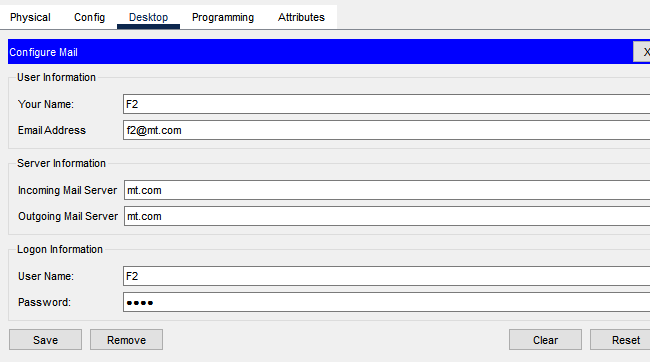 Physical Config Desktop Programming Attributes
Configure Mail X
User Information
Your Name: F2
Email Address f2@mt.com
Server Information
Incoming Mail Server mt.com
Outgoing Mail Server mt.com
Logon Information
User Name: F2
Password: ●●●●
Save Remove Clear Reset